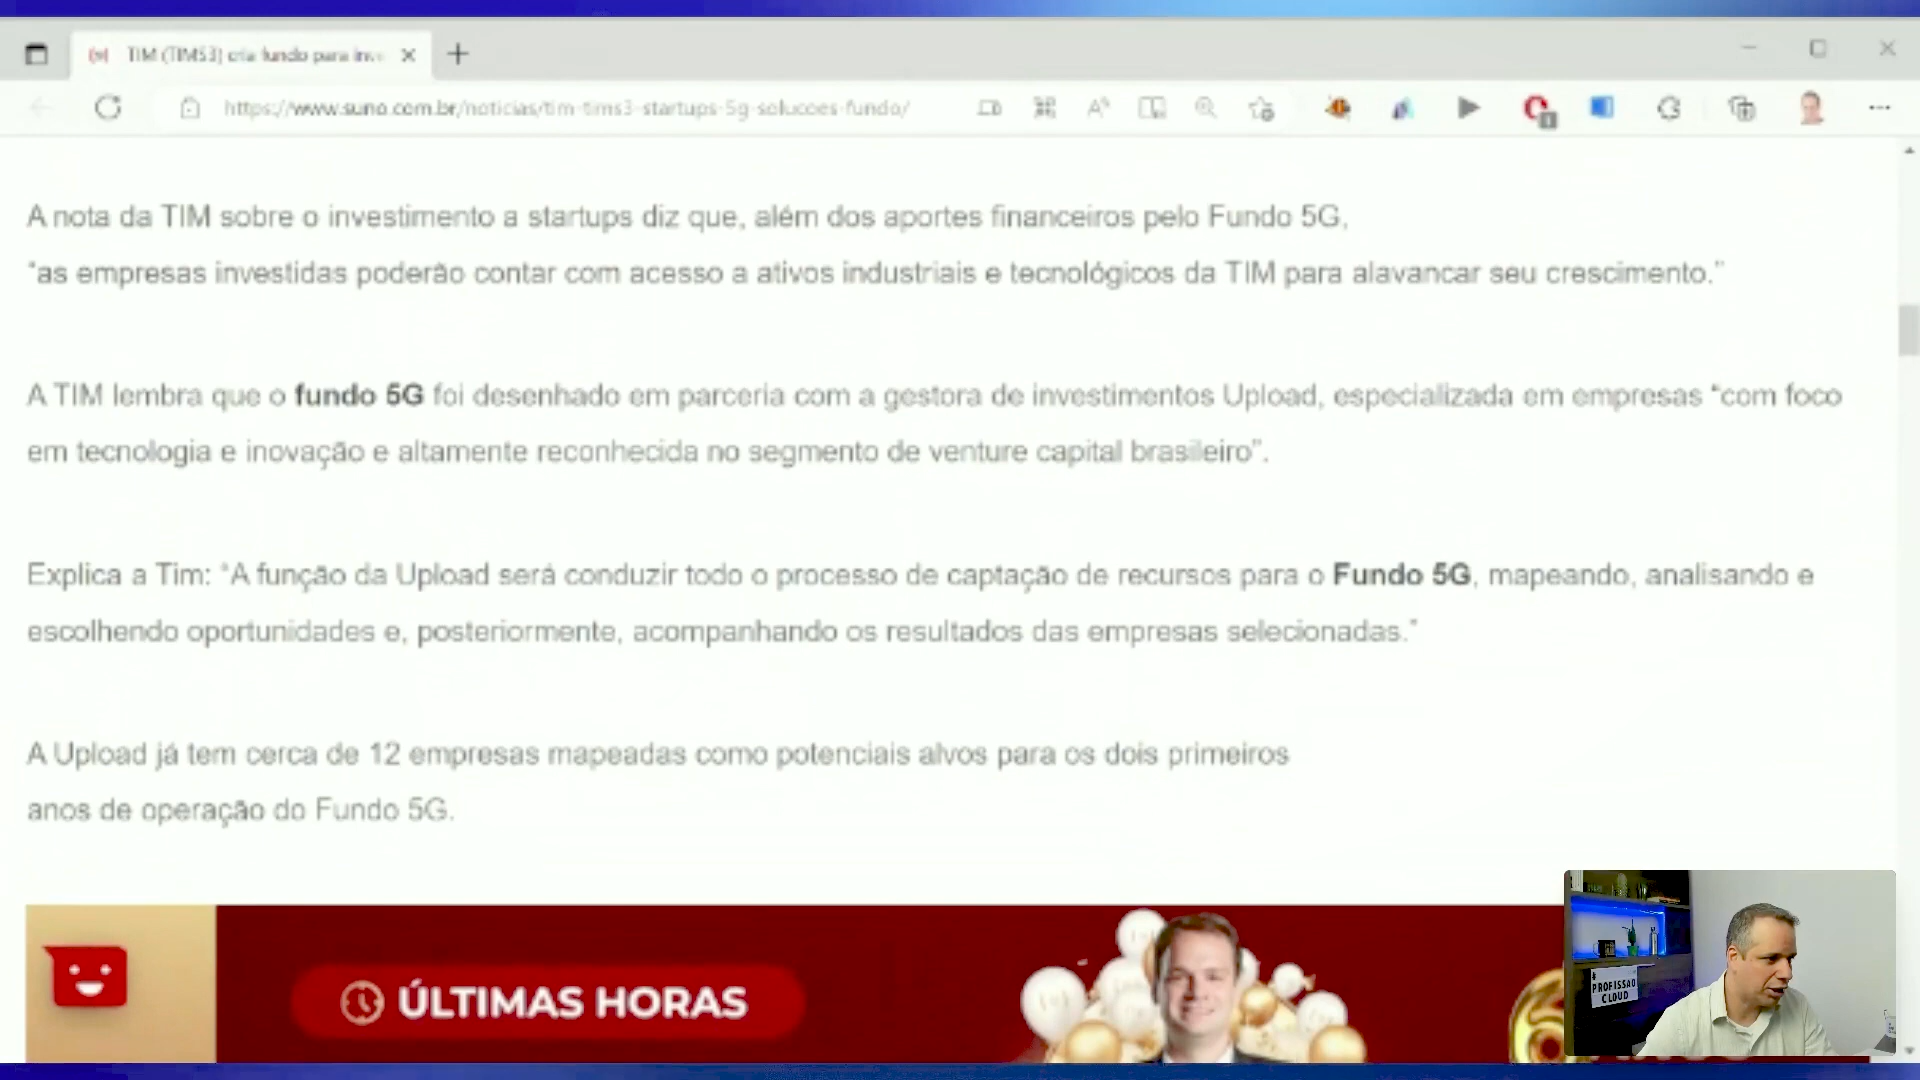 TIM (TIMS3) cria fundo para inv
https://www.suno.com.br/noticias/tim-tims3-startups-5g-solucoes-fundo/
A nota da TIM sobre o investimento a startups diz que, além dos aportes financeiros pelo Fundo 5G,
"as empresas investidas poderão contar com acesso a ativos industriais e tecnológicos da TIM para alavancar seu crescimento."
A TIM lembra que o fundo 5G foi desenhado em parceria com a gestora de investimentos Upload, especializada em empresas “com foco
em tecnologia e inovação e altamente reconhecida no segmento de venture capital brasileiro”.
Explica a Tim: “A função da Upload será conduzir todo o processo de captação de recursos para o Fundo 5G, mapeando, analisando e
escolhendo oportunidades e, posteriormente, acompanhando os resultados das empresas selecionadas.”
A Upload já tem cerca de 12 empresas mapeadas como potenciais alvos para os dois primeiros
anos de operação do Fundo 5G.
ÚLTIMAS HORAS
PROFISSAO
CLOUD